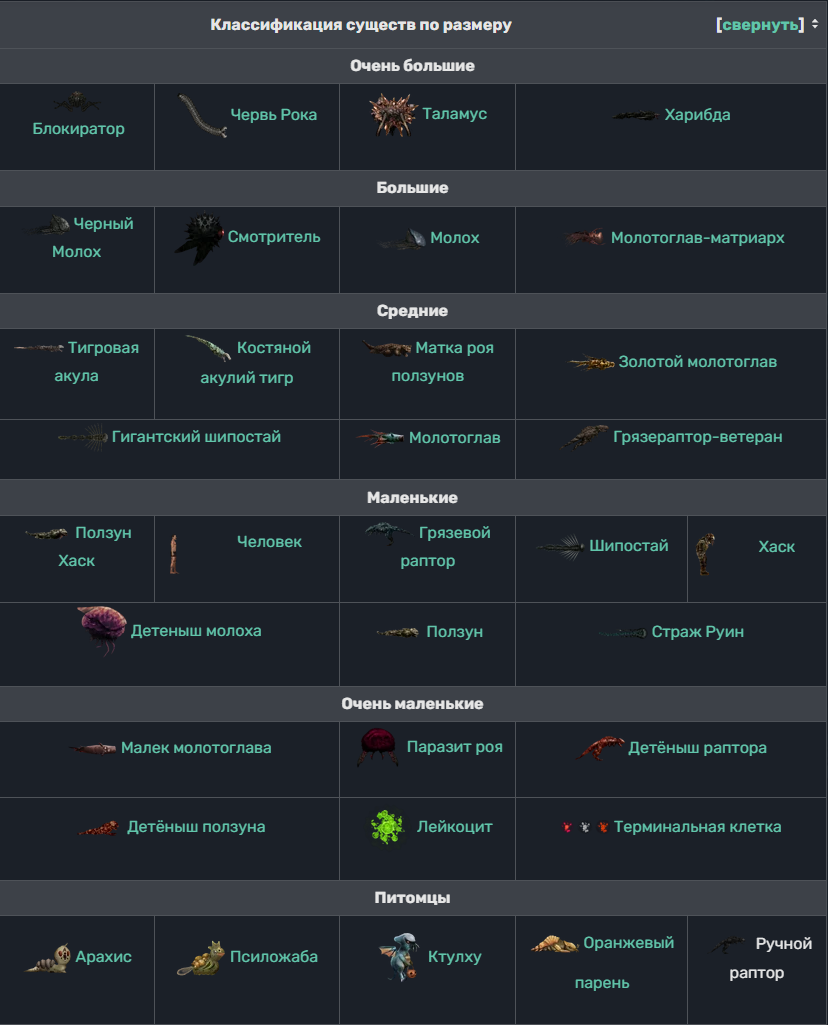 Классификация существ по размеру [свернуть]
Очень большие
Блокиратор
Червь Рока
Таламус
Харибда
Большие
Черный
Молох
Смотритель
Молох
Молотоглав-матриарх
Средние
Тигровая
акула
Костяной
акулий тигр
Матка роя
ползунов
Золотой молотоглав
Гигантский шипостай
Молотоглав
Грязераптор-ветеран
Маленькие
Ползун
Хаск
Человек
Грязевой
раптор
Шипостай
Хаск
Детеныш молоха
Ползун
Страж Руин
Очень маленькие
Малек молотоглава
Паразит роя
Детёныш раптора
Детёныш ползуна
Лейкоцит
Терминальная клетка
Питомцы
Арахис
Псиложаба
Ктулху
Оранжевый
парень
Ручной
раптор